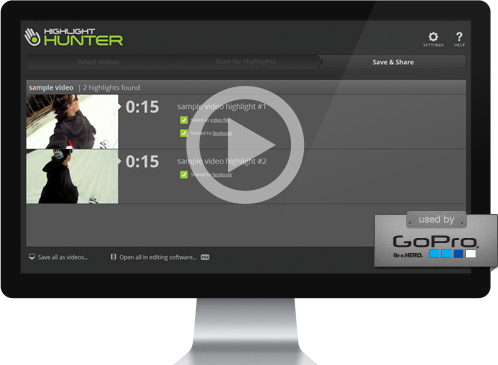 HIGHLIGHT
HUNTER
SETTINGS
HELP
Select Videos
Scan for Highlights
Save & Share
sample video | 2 highlights found
0:15
sample video highlight #1
Saved as video file
Shared to facebook
0:15
sample video highlight #2
Shared to facebook
used by
GoPro
Be a HERO.
Save all as videos...
Open all in editing software...